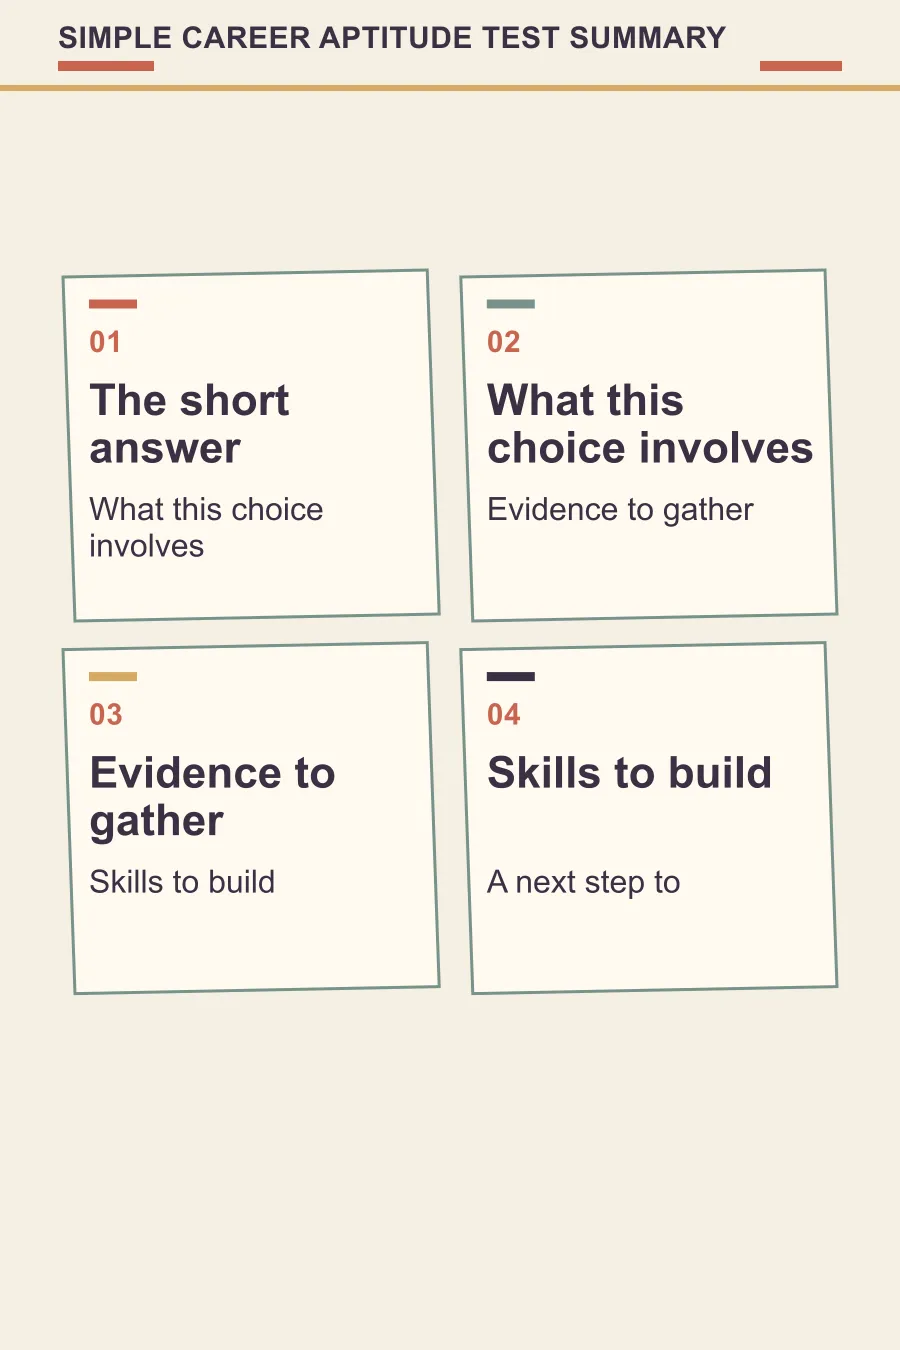 SIMPLE CAREER APTITUDE TEST SUMMARY
01
The short
answer
What this choice
involves
02
What this
choice involves
Evidence to gather
03
Evidence to
gather
Skills to build
04
Skills to build
A next step to